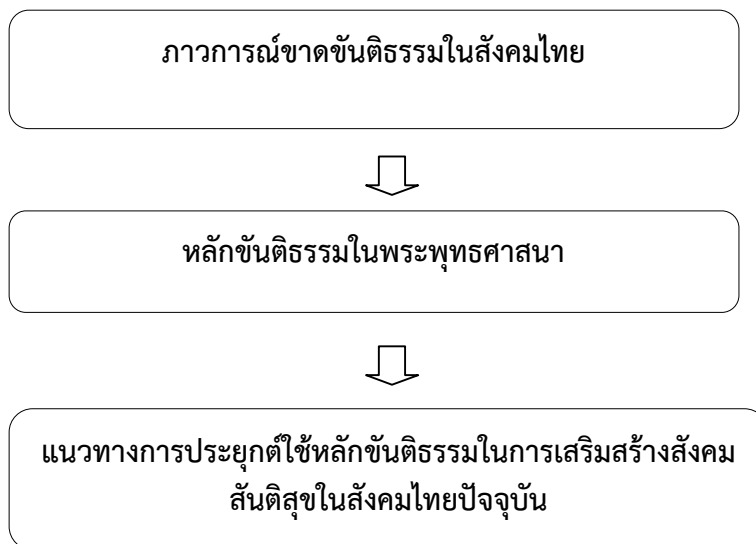 ภาวการณ์ขาดขันติธรรมในสังคมไทย
หลักขันติธรรมในพระพุทธศาสนา
แนวทางการประยุกต์ใช้หลักขันติธรรมในการเสริมสร้างสังคม
สันติสุขในสังคมไทยปัจจุบัน